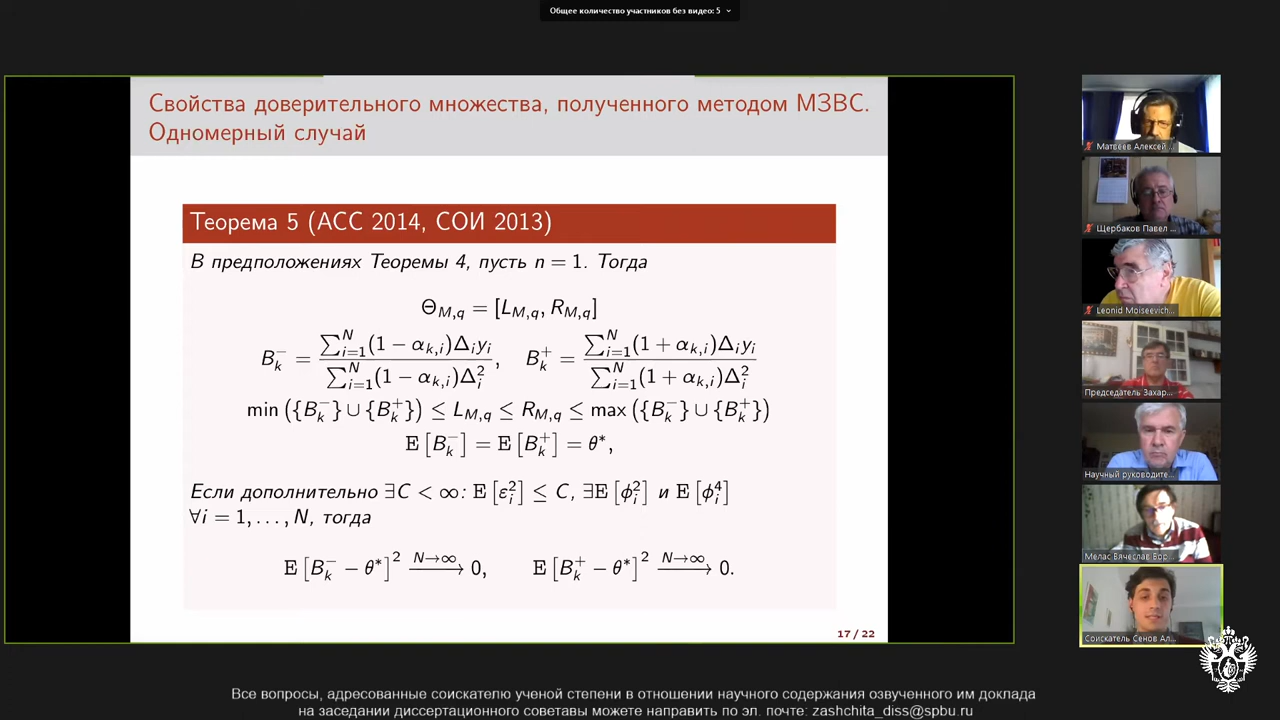 Общее количество участников без видео: 5
Свойства доверительного множества, полученного методом МЗВС.
Одномерный случай
Теорема 5 (АСС 2014, СОИ 2013)
В предположениях Теоремы 4, пусть n = 1. Тогда
Θ_{M,q} = [L_{M,q}, R_{M,q}]
B_k^- = \frac{∑_{i=1}^N (1 − α_{k,i})Δ_i y_i}{∑_{i=1}^N (1 − α_{k,i})Δ_i^2}, B_k^+ = \frac{∑_{i=1}^N (1 + α_{k,i})Δ_i y_i}{∑_{i=1}^N (1 + α_{k,i})Δ_i^2}
min ({B_k^-} ∪ {B_k^+}) ≤ L_{M,q} ≤ R_{M,q} ≤ max ({B_k^-} ∪ {B_k^+})
E [B_k^-] = E [B_k^+] = θ*,
Если дополнительно ∃C < ∞: E [ε_i^2] ≤ C, ∃E [ϕ_i^2] и E [ϕ_i^4]
∀i = 1, . . . , N, тогда
E [B_k^- − θ*]^2 \xrightarrow{N→∞} 0, E [B_k^+ − θ*]^2 \xrightarrow{N→∞} 0.
17 / 22
Матвеев Алексей ...
Щербаков Павел ...
Leonid Moiseevich...
Председатель Захар...
Научный руководите...
Мелас Вячеслав Вор...
Соискатель Сенов Ал...
Все вопросы, адресованные соискателю ученой степени в отношении научного содержания озвученного им доклада
на заседании диссертационного советавы можете направить по эл. почте: zashchita_diss@spbu.ru